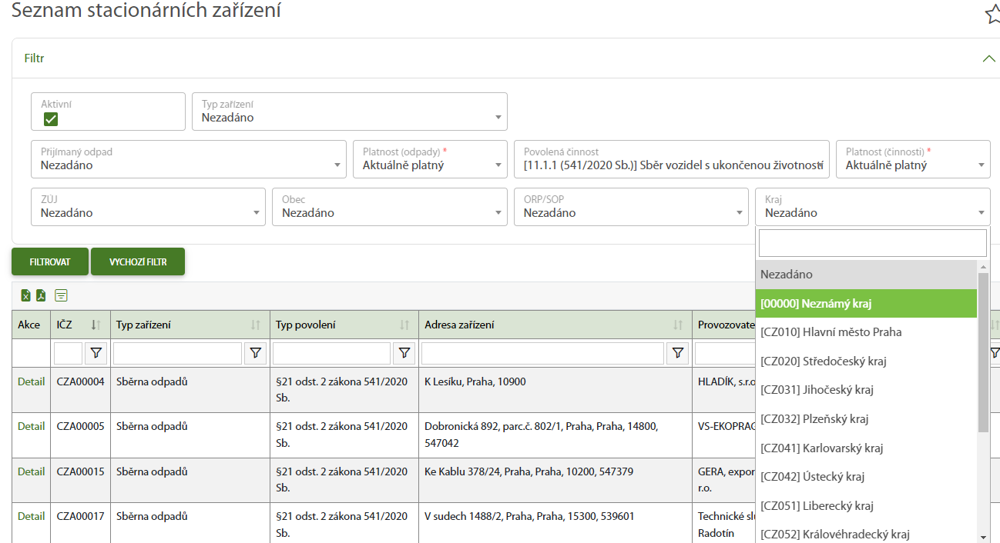 Seznam stacionárních zařízení
Filtr
Aktivní
Typ zařízení
Nezadáno
Přijímaný odpad
Nezadáno
Platnost (odpady) *
Aktuálně platný
Povolená činnost
[11.1.1 (541/2020 Sb.)] Sběr vozidel s ukončenou životností
Platnost (činnosti) *
Aktuálně platný
ZÚJ
Nezadáno
Obec
Nezadáno
ORP/SOP
Nezadáno
Kraj
Nezadáno
Nezadáno
[00000] Neznámý kraj
[CZ010] Hlavní město Praha
[CZ020] Středočeský kraj
[CZ031] Jihočeský kraj
[CZ032] Plzeňský kraj
[CZ041] Karlovarský kraj
[CZ042] Ústecký kraj
[CZ051] Liberecký kraj
[CZ052] Královéhradecký kraj
FILTROVAT
VYCHOZÍ FILTR
Akce IČZ Typ zařízení Typ povolení Adresa zařízení Provozovate
Detail CZA00004 Sběrna odpadů §21 odst. 2 zákona 541/2020 K Lesíku, Praha, 10900 HLADÍK, s.r.o
Sb.
Detail CZA00005 Sběrna odpadů §21 odst. 2 zákona 541/2020 Dobronická 892, parc.č. 802/1, Praha, Praha, 14800, VS-EKOPRAG
Sb. 547042
Detail CZA00015 Sběrna odpadů §21 odst. 2 zákona 541/2020 Ke Kablu 378/24, Praha, Praha, 10200, 547379 GERA, expor
Sb. r.o.
Detail CZA00017 Sběrna odpadů §21 odst. 2 zákona 541/2020 V sudech 1488/2, Praha, Praha, 15300, 539601 Technické slu
Sb. Radotín